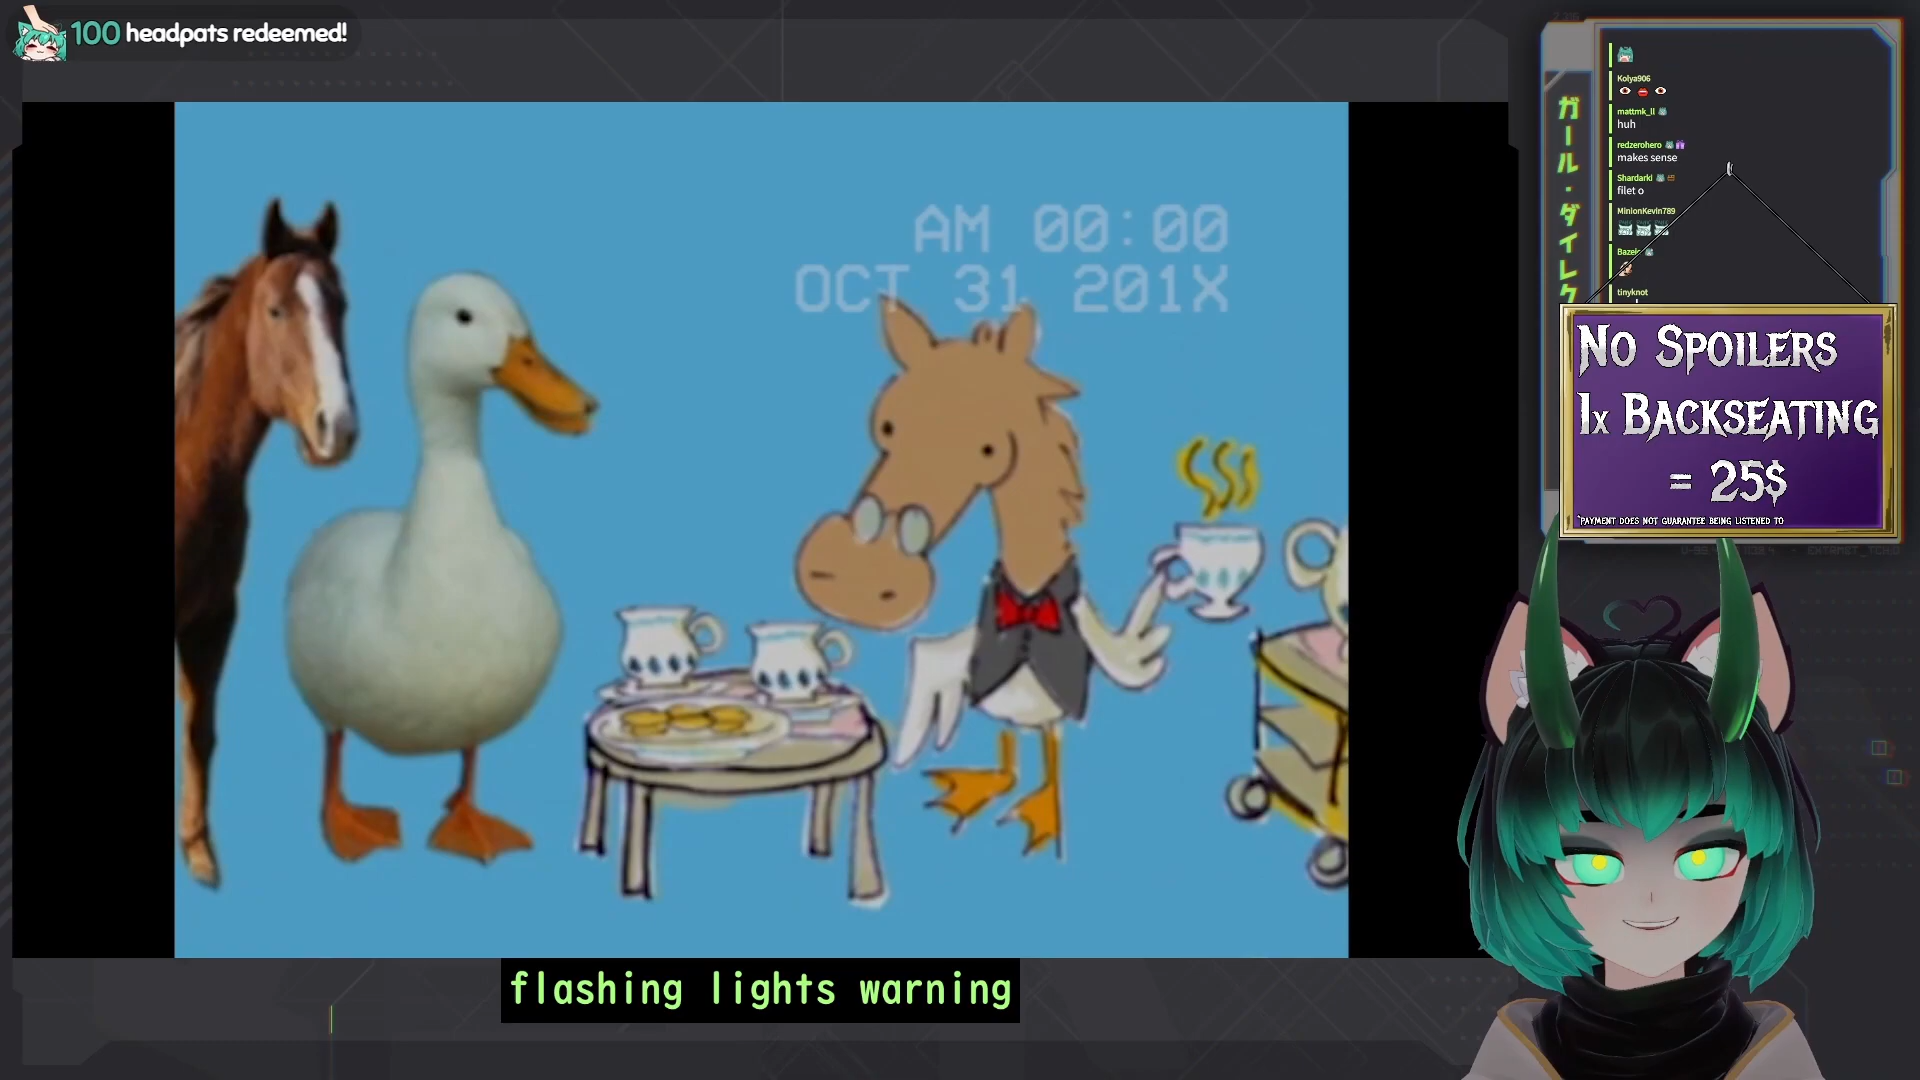 100 headpats redeemed!
AM 00:00
OCT 31 201X
flashing lights warning
ガール・ダイレク
Kolya906
mattmk_ll
huh
redzerohero
makes sense
Shardarki
filet o
MinionKevin789
tinyknot
No Spoilers
1x Backseating
= 25$
*Payment does not guarantee being listened to